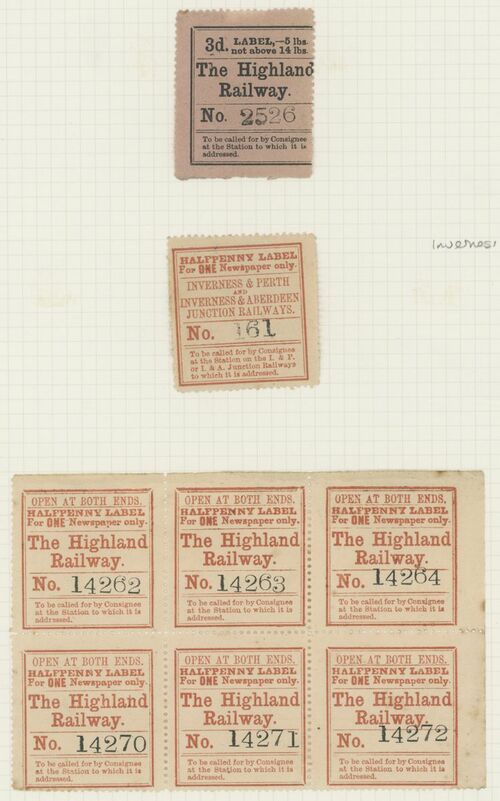 3d. LABEL,—5 lbs.
not above 14 lbs.
The Highland
Railway.
No. 2526
To be called for by Consignee
at the Station to which it is
addressed.
Inverness
HALFPENNY LABEL
For ONE Newspaper only.
INVERNESS & PERTH
AND
INVERNESS & ABERDEEN
JUNCTION RAILWAYS.
No. 161
To be called for by Consignee
at the Station on the I. & P.
or I. & A. Junction Railways
to which it is addressed.
OPEN AT BOTH ENDS.
HALFPENNY LABEL
For ONE Newspaper only.
The Highland
Railway.
No. 14262
To be called for by Consignee
at the Station to which it is
addressed.
OPEN AT BOTH ENDS.
HALFPENNY LABEL
For ONE Newspaper only.
The Highland
Railway.
No. 14263
To be called for by Consignee
at the Station to which it is
addressed.
OPEN AT BOTH ENDS.
HALFPENNY LABEL
For ONE Newspaper only.
The Highland
Railway.
No. 14264
To be called for by Consignee
at the Station to which it is
addressed.
OPEN AT BOTH ENDS.
HALFPENNY LABEL
For ONE Newspaper only.
The Highland
Railway.
No. 14270
To be called for by Consignee
at the Station to which it is
addressed.
OPEN AT BOTH ENDS.
HALFPENNY LABEL
For ONE Newspaper only.
The Highland
Railway.
No. 14271
To be called for by Consignee
at the Station to which it is
addressed.
OPEN AT BOTH ENDS.
HALFPENNY LABEL
For ONE Newspaper only.
The Highland
Railway.
No. 14272
To be called for by Consignee
at the Station to which it is
addressed.